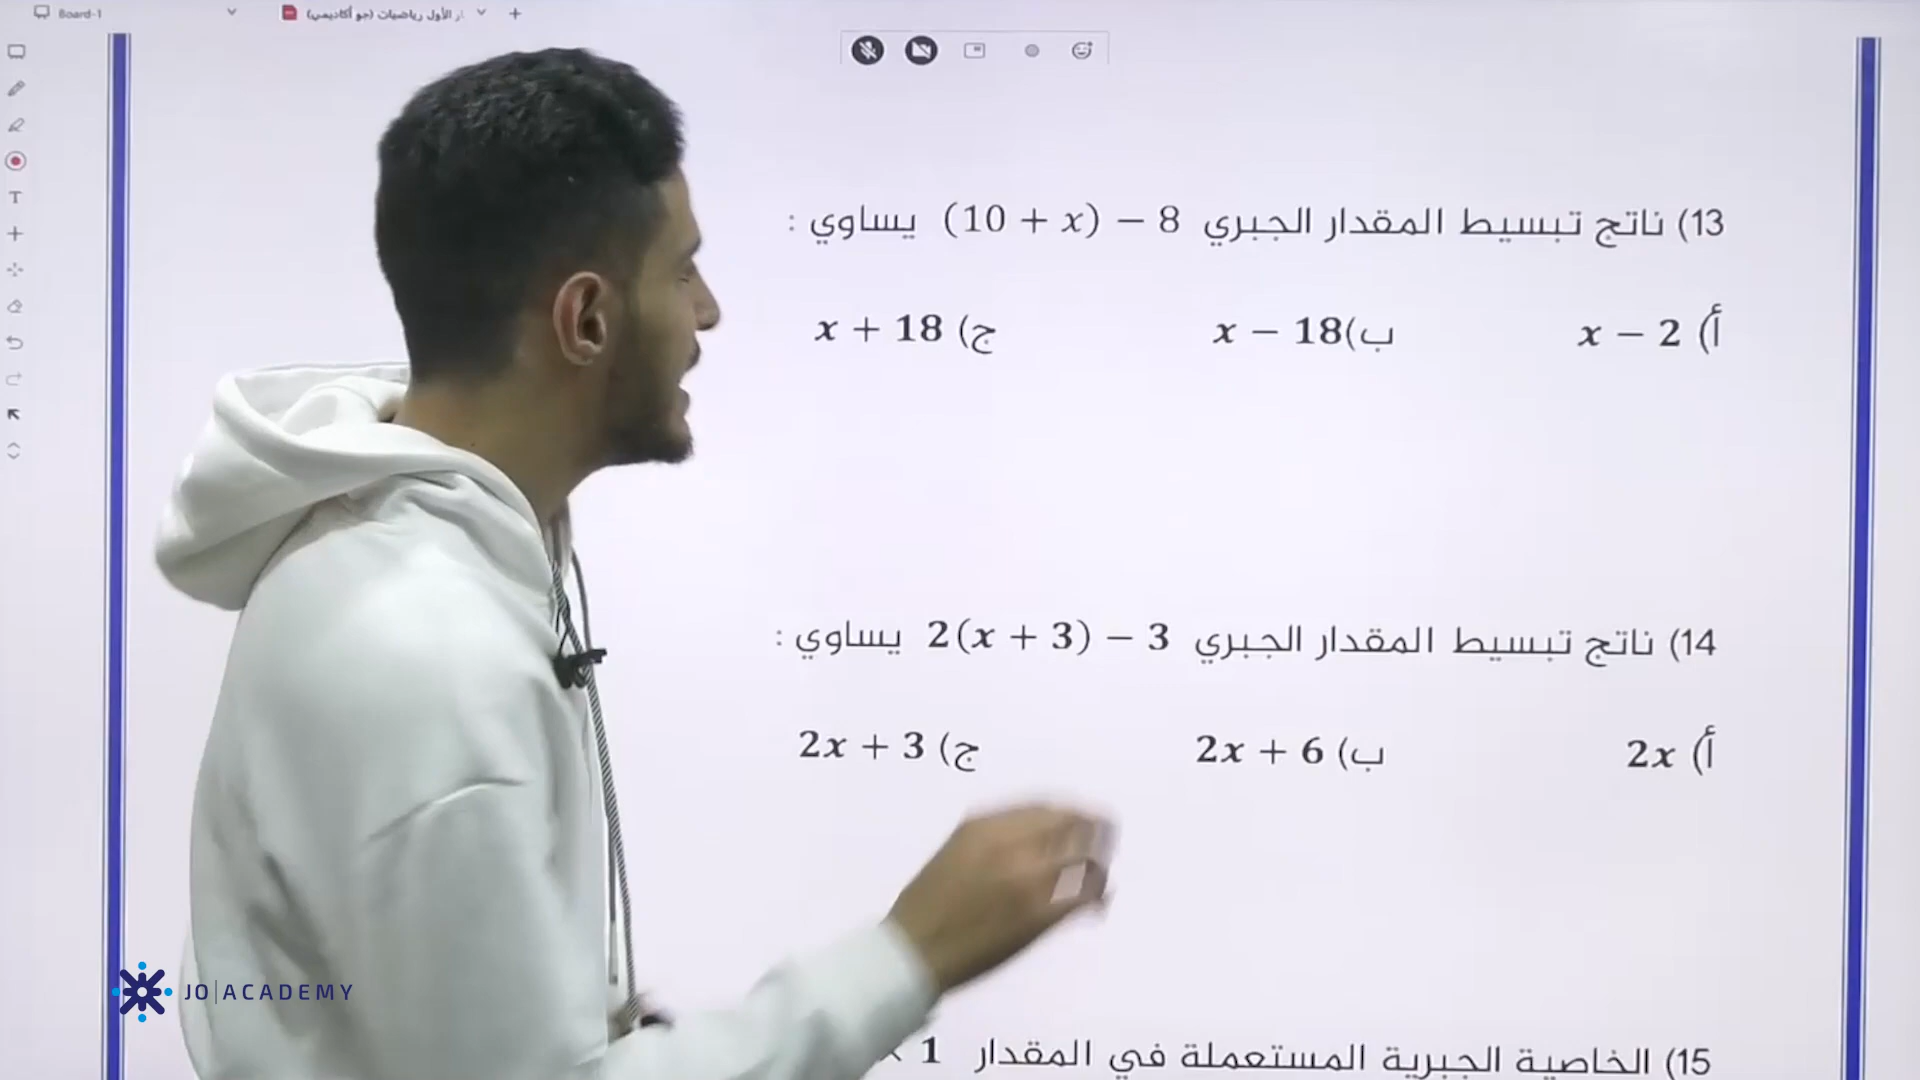 Board-1
الأول رياضيات (جو أكاديمي)
13) ناتج تبسيط المقدار الجبري (10 + x) − 8 يساوي :
أ) x − 2 ب) x − 18 ج) x + 18
14) ناتج تبسيط المقدار الجبري 2(x + 3) − 3 يساوي :
أ) 2x ب) 2x + 6 ج) 2x + 3
15) الخاصية الجبرية المستعملة في المقدار 1
JO|ACADEMY